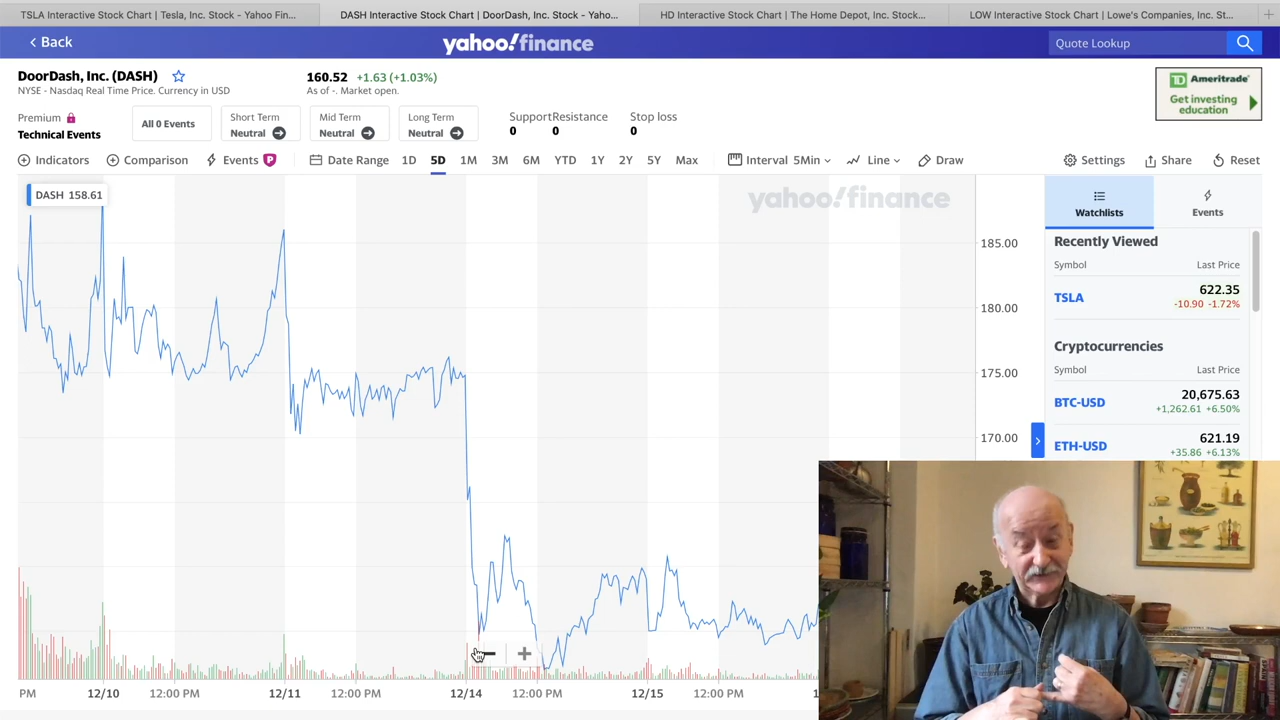 TSLA Interactive Stock Chart | Tesla, Inc. Stock - Yahoo Fin...
DASH Interactive Stock Chart | DoorDash, Inc. Stock - Yaho...
HD Interactive Stock Chart | The Home Depot, Inc. Stock...
LOW Interactive Stock Chart | Lowe's Companies, Inc. St...
Back
yahoo!finance
Quote Lookup
DoorDash, Inc. (DASH)
160.52 +1.63 (+1.03%)
NYSE - Nasdaq Real Time Price. Currency in USD
As of -. Market open.
TD Ameritrade
Get investing
education
Premium
Technical Events
All 0 Events
Short Term
Neutral
Mid Term
Neutral
Long Term
Neutral
Support
0
Resistance
0
Stop loss
0
Indicators Comparison Events P Date Range 1D 5D 1M 3M 6M YTD 1Y 2Y 5Y Max Interval 5Min Line Draw Settings Share Reset
DASH 158.61
yahoo!finance
185.00
180.00
175.00
170.00
PM 12/10 12:00 PM 12/11 12:00 PM 12/14 12:00 PM 12/15 12:00 PM
Watchlists
Events
Recently Viewed
Symbol Last Price
TSLA 622.35
-10.90 -1.72%
Cryptocurrencies
Symbol Last Price
BTC-USD 20,675.63
+1,262.61 +6.50%
ETH-USD 621.19
+35.86 +6.13%